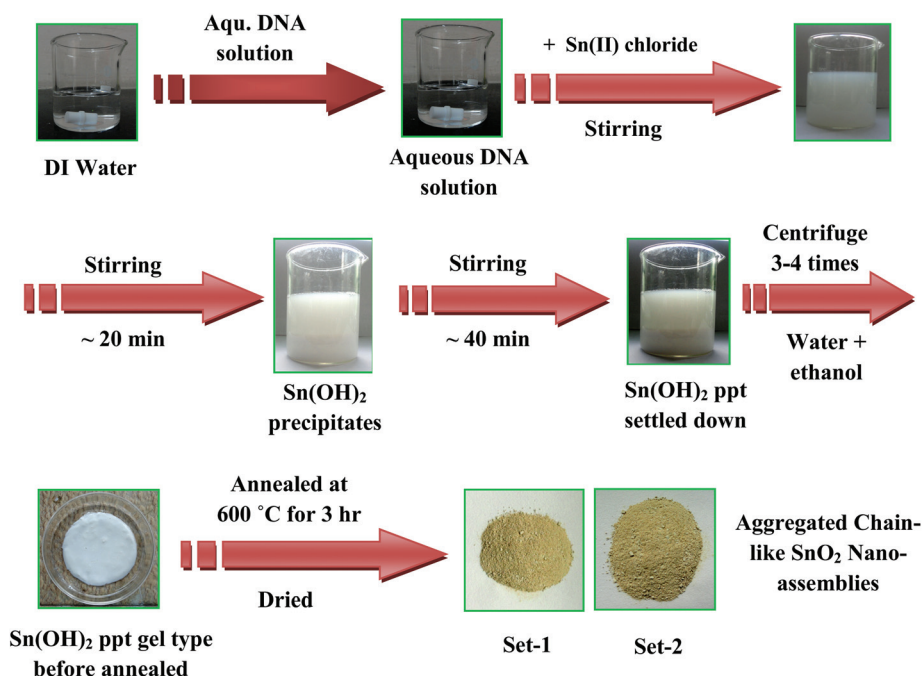 Aqu. DNA
solution
+ Sn(II) chloride
Stirring
DI Water
Aqueous DNA
solution
Stirring
~ 20 min
Sn(OH)₂
precipitates
Stirring
~ 40 min
Sn(OH)₂ ppt
settled down
Centrifuge
3-4 times
Water +
ethanol
Sn(OH)₂ ppt gel type
before annealed
Annealed at
600 ˚C for 3 hr
Dried
Set-1
Set-2
Aggregated Chain-
like SnO₂ Nano-
assemblies